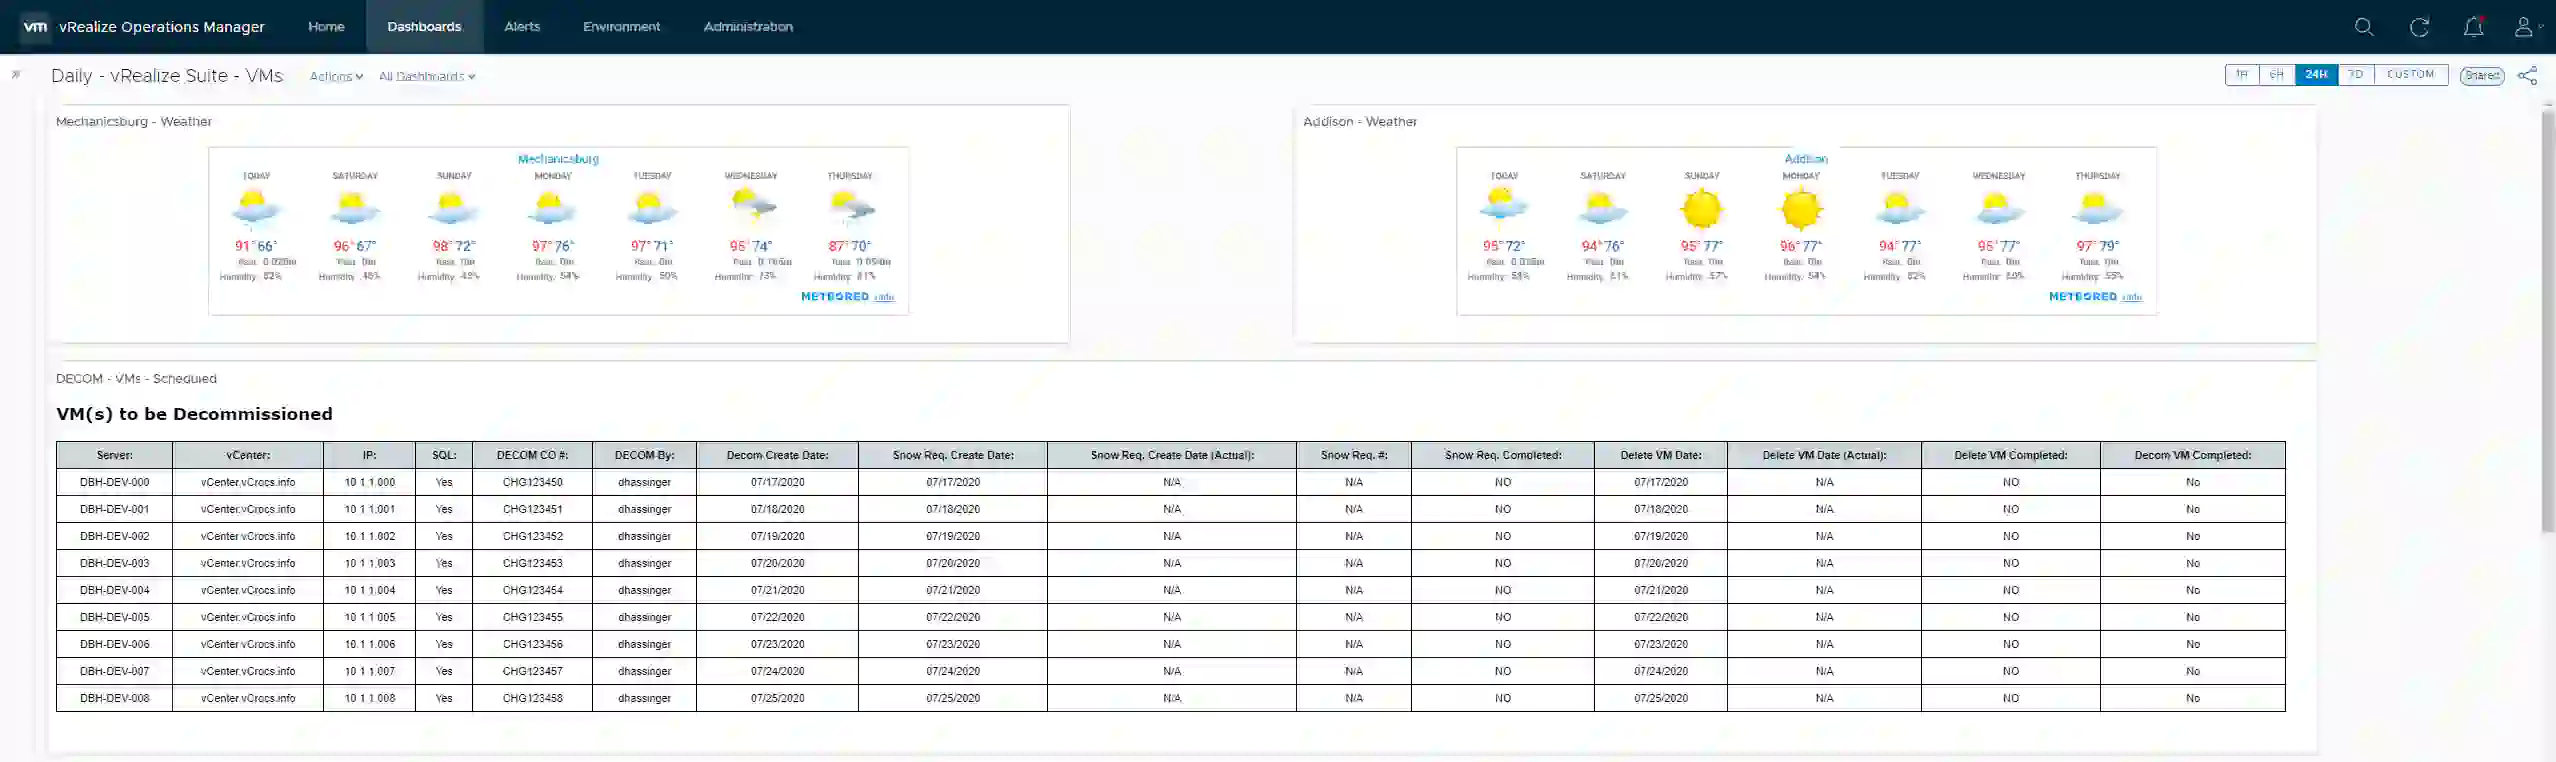 vm vRealize Operations Manager Home Dashboards Alerts Environment Administration
Daily - vRealize Suite - VMs Actions All Dashboards 1H 6H 24H 7D CUSTOM Shared
Mechanicsburg - Weather
Mechanicsburg
TODAY SATURDAY SUNDAY MONDAY TUESDAY WEDNESDAY THURSDAY
91° 66° 96° 67° 98° 72° 97° 76° 97° 71° 74° 87° 70°
Rain: Rain: 0in Rain: 0in Rain: 0in Rain: 0in Rain: Rain:
Humidity: Humidity: Humidity: Humidity: 54% Humidity: 50% Humidity: 73% Humidity:
METEORED +info
Addison - Weather
Addison
TODAY SATURDAY SUNDAY MONDAY TUESDAY WEDNESDAY THURSDAY
72° 94° 76° 95° 77° 96° 77° 94° 77° 77° 97° 79°
Rain: Rain: 0in Rain: 0in Rain: 0in Rain: 0in Rain: 0in Rain: 0in
Humidity: Humidity: Humidity: 57% Humidity: 54% Humidity: Humidity: Humidity: 55%
METEORED +info
DECOM - VMs - Scheduled
VM(s) to be Decommissioned
Server: vCenter: IP: SQL: DECOM CO #: DECOM By: Decom Create Date: Snow Req. Create Date: Snow Req. Create Date (Actual): Snow Req. #: Snow Req. Completed: Delete VM Date: Delete VM Date (Actual): Delete VM Completed: Decom VM Completed:
DBH-DEV-000 vCenter.vCrocs.info 10.1.1.000 Yes CHG123450 dhassinger 07/17/2020 07/17/2020 N/A N/A NO 07/17/2020 N/A NO No
DBH-DEV-001 vCenter.vCrocs.info 10.1.1.001 Yes CHG123451 dhassinger 07/18/2020 07/18/2020 N/A N/A NO 07/18/2020 N/A NO No
DBH-DEV-002 vCenter.vCrocs.info 10.1.1.002 Yes CHG123452 dhassinger 07/19/2020 07/19/2020 N/A N/A NO 07/19/2020 N/A NO No
DBH-DEV-003 vCenter.vCrocs.info 10.1.1.003 Yes CHG123453 dhassinger 07/20/2020 07/20/2020 N/A N/A NO 07/20/2020 N/A NO No
DBH-DEV-004 vCenter.vCrocs.info 10.1.1.004 Yes CHG123454 dhassinger 07/21/2020 07/21/2020 N/A N/A NO 07/21/2020 N/A NO No
DBH-DEV-005 vCenter.vCrocs.info 10.1.1.005 Yes CHG123455 dhassinger 07/22/2020 07/22/2020 N/A N/A NO 07/22/2020 N/A NO No
DBH-DEV-006 vCenter.vCrocs.info 10.1.1.006 Yes CHG123456 dhassinger 07/23/2020 07/23/2020 N/A N/A NO 07/23/2020 N/A NO No
DBH-DEV-007 vCenter.vCrocs.info 10.1.1.007 Yes CHG123457 dhassinger 07/24/2020 07/24/2020 N/A N/A NO 07/24/2020 N/A NO No
DBH-DEV-008 vCenter.vCrocs.info 10.1.1.008 Yes CHG123458 dhassinger 07/25/2020 07/25/2020 N/A N/A NO 07/25/2020 N/A NO No